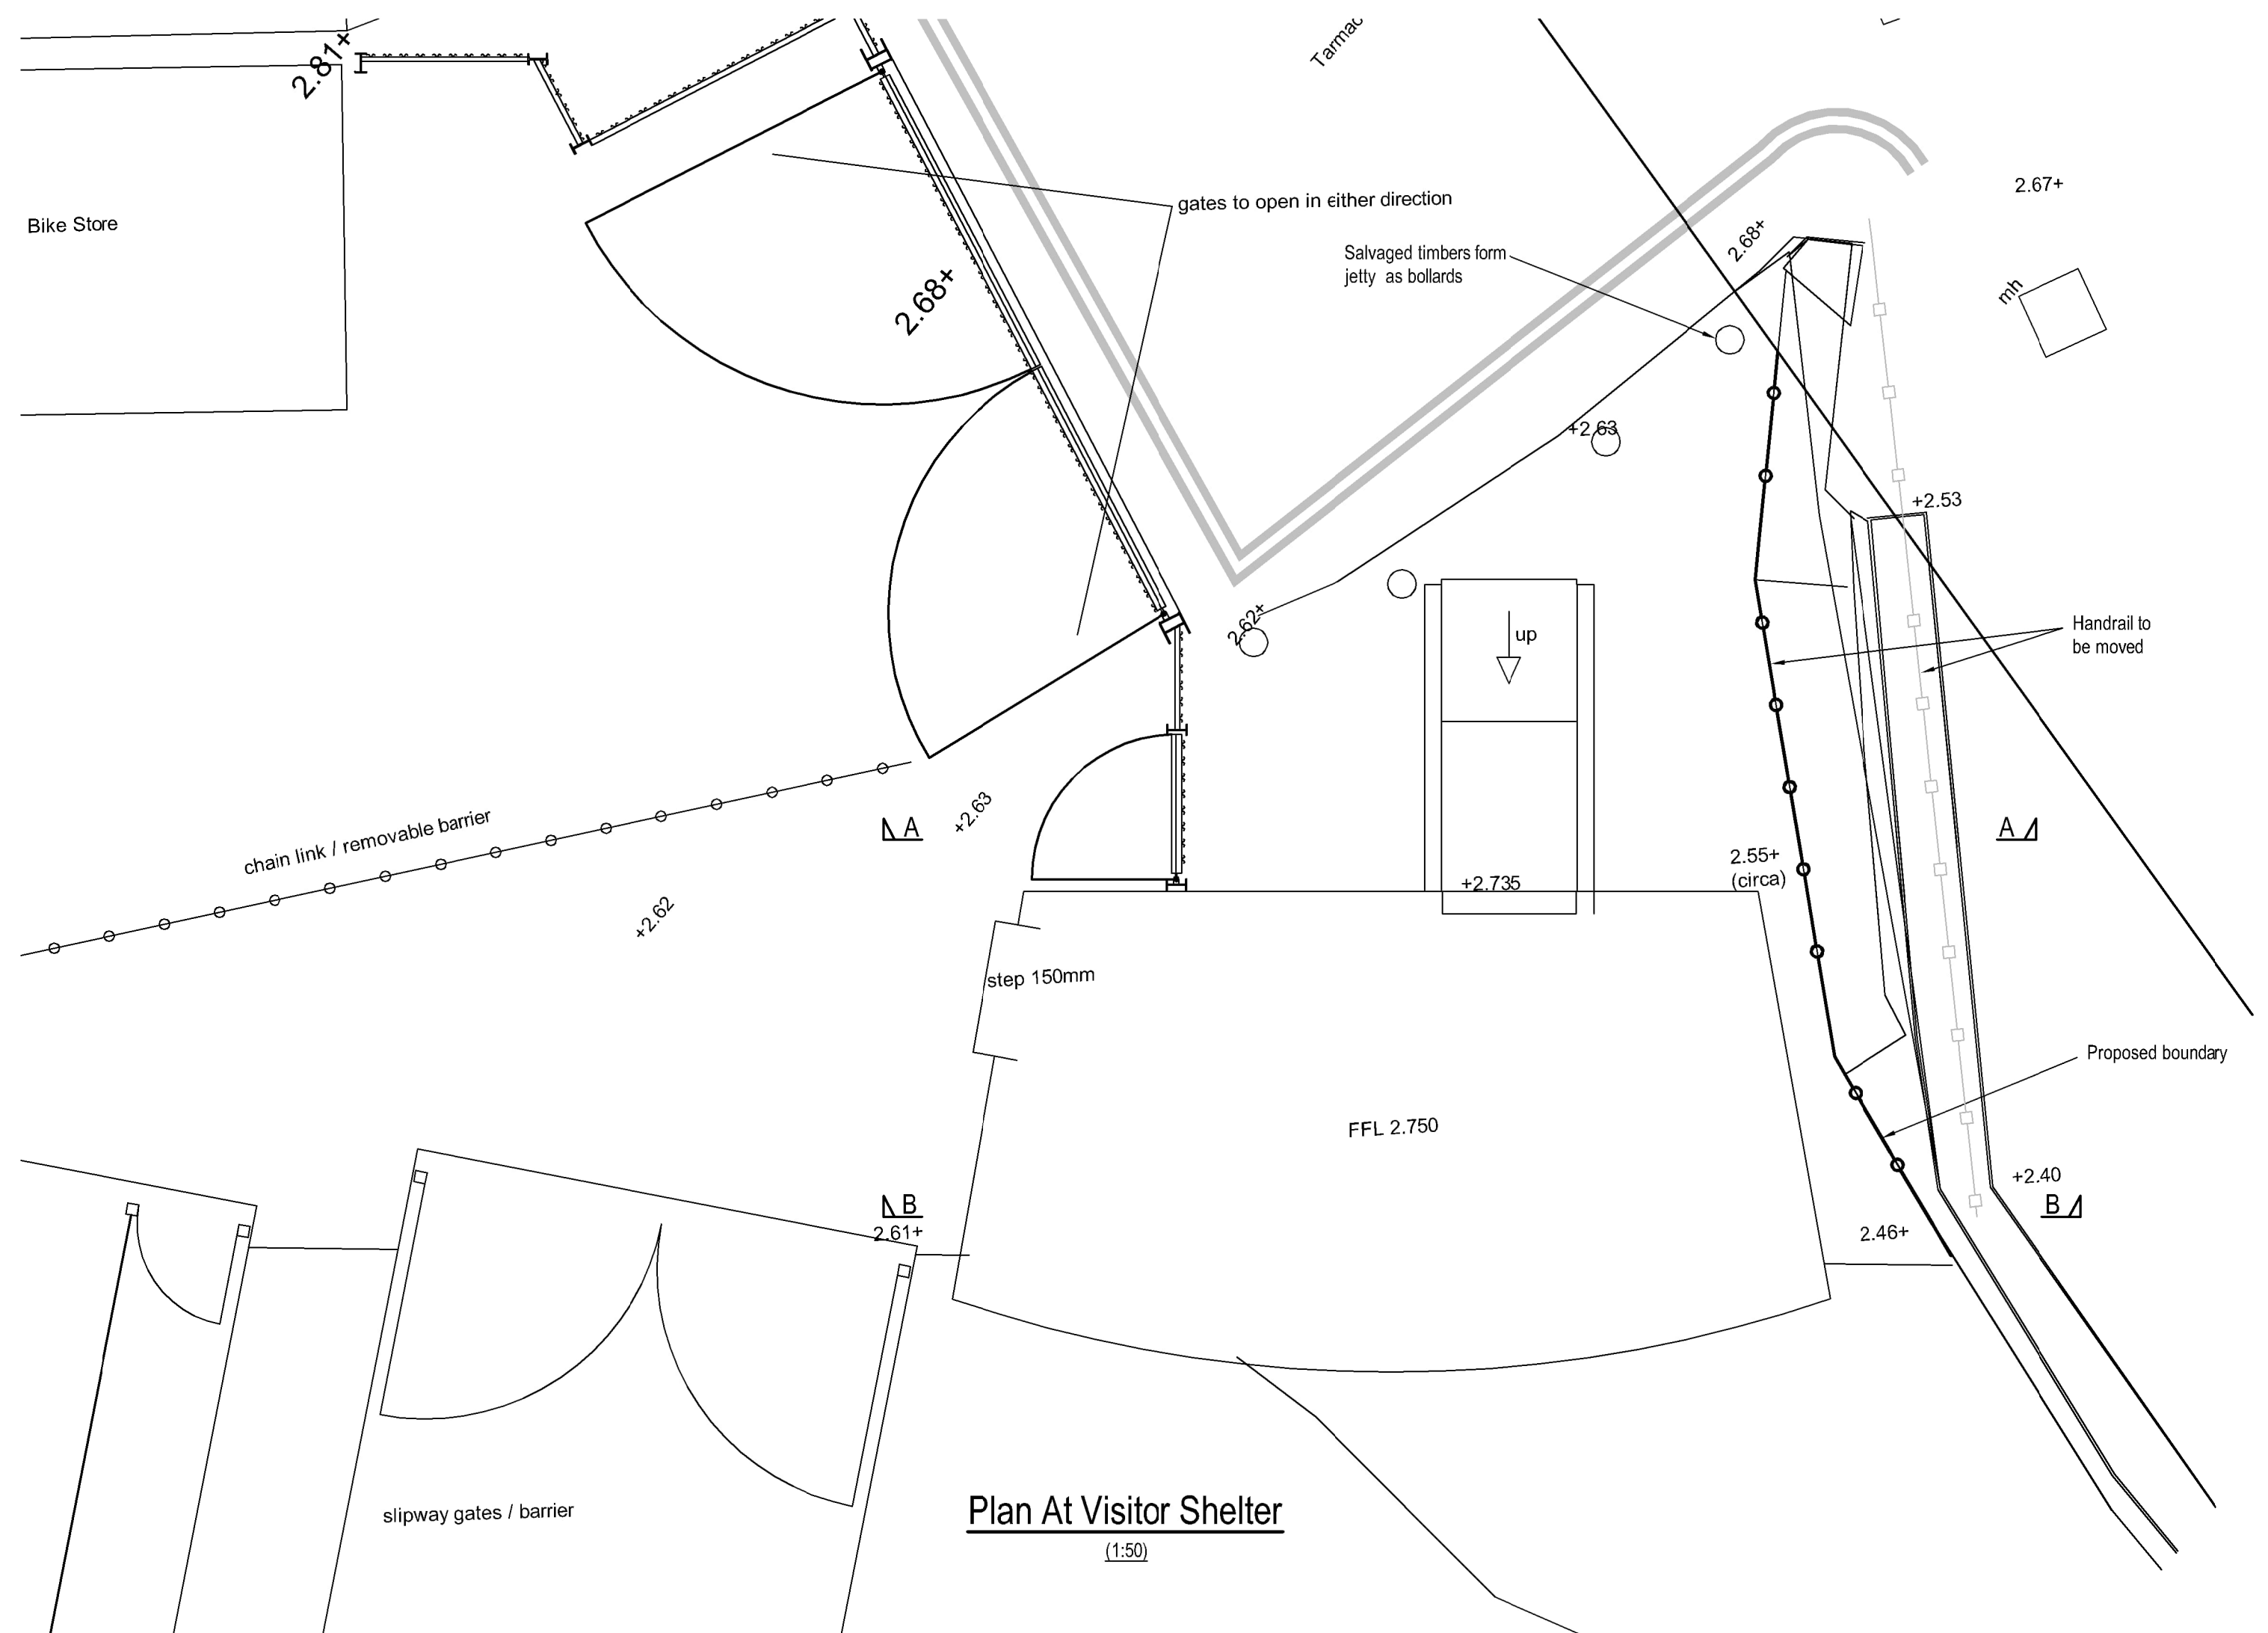 2.81+
Tarmac
Bike Store
gates to open in either direction
2.67+
2.68+
Salvaged timbers form
jetty as bollards
mh
2.68+
+2.63
+2.53
2.62+
up
Handrail to
be moved
chain link / removable barrier
A
+2.63
A
2.55+
(circa)
+2.735
+2.62
step 150mm
Proposed boundary
FFL 2.750
+2.40
B
2.61+
B
2.46+
slipway gates / barrier
Plan At Visitor Shelter
(1:50)